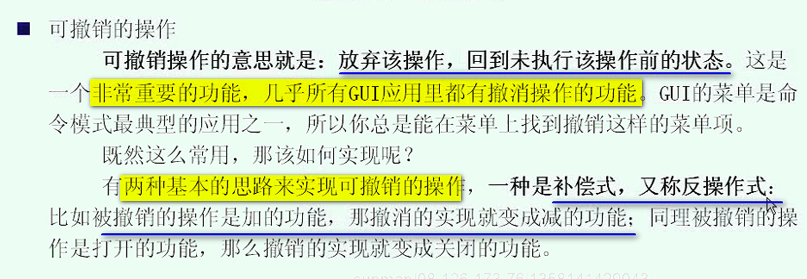 可撤销的操作
可撤销操作的意思就是：放弃该操作，回到未执行该操作前的状态。这是
一个非常重要的功能，几乎所有GUI应用里都有撤消操作的功能。GUI的菜单是命
令模式最典型的应用之一，所以你总是能在菜单上找到撤销这样的菜单项。
既然这么常用，那该如何实现呢？
有两种基本的思路来实现可撤销的操作，一种是补偿式，又称反操作式：
比如被撤销的操作是加的功能，那撤消的实现就变成减的功能；同理被撤销的操
作是打开的功能，那么撤销的实现就变成关闭的功能。